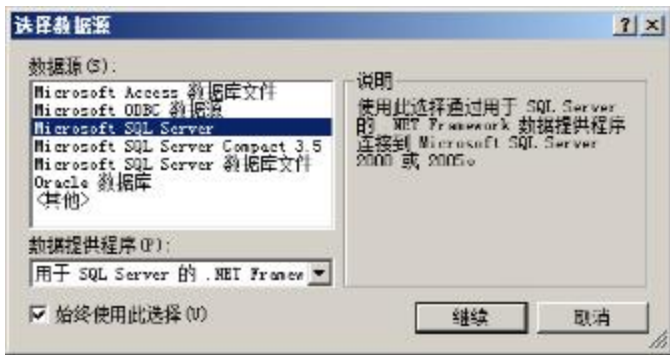 选择数据源
数据源(S):
Microsoft Access 数据库文件
Microsoft ODBC 数据源
Microsoft SQL Server
Microsoft SQL Server Compact 3.5
Microsoft SQL Server 数据库文件
Oracle 数据库
<其他>
说明
使用此选择通过用于 SQL Server
的 .NET Framework 数据提供程序
连接到 Microsoft SQL Server
2000 或 2005。
数据提供程序(P):
用于 SQL Server 的 .NET Framew
始终使用此选择(U)
继续
取消